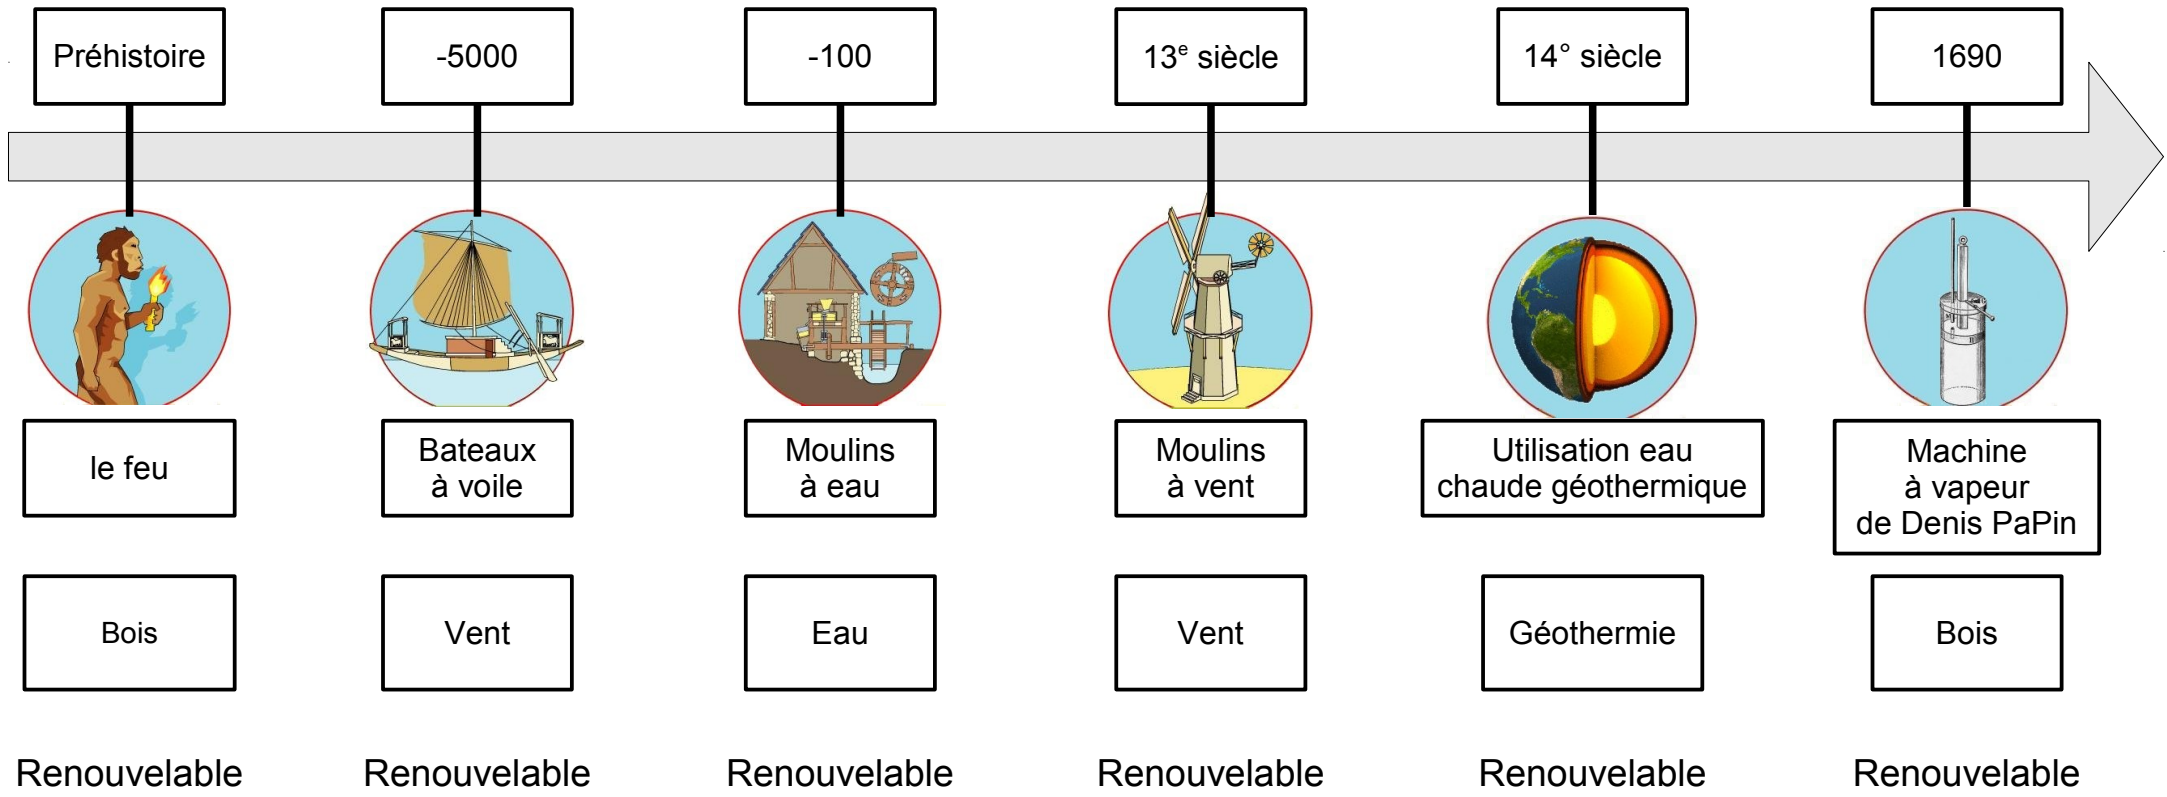 Préhistoire
-5000
-100
13e siècle
14° siècle
1690
le feu
Bateaux
à voile
Moulins
à eau
Moulins
à vent
Utilisation eau
chaude géothermique
Machine
à vapeur
de Denis PaPin
Bois
Vent
Eau
Vent
Géothermie
Bois
Renouvelable
Renouvelable
Renouvelable
Renouvelable
Renouvelable
Renouvelable